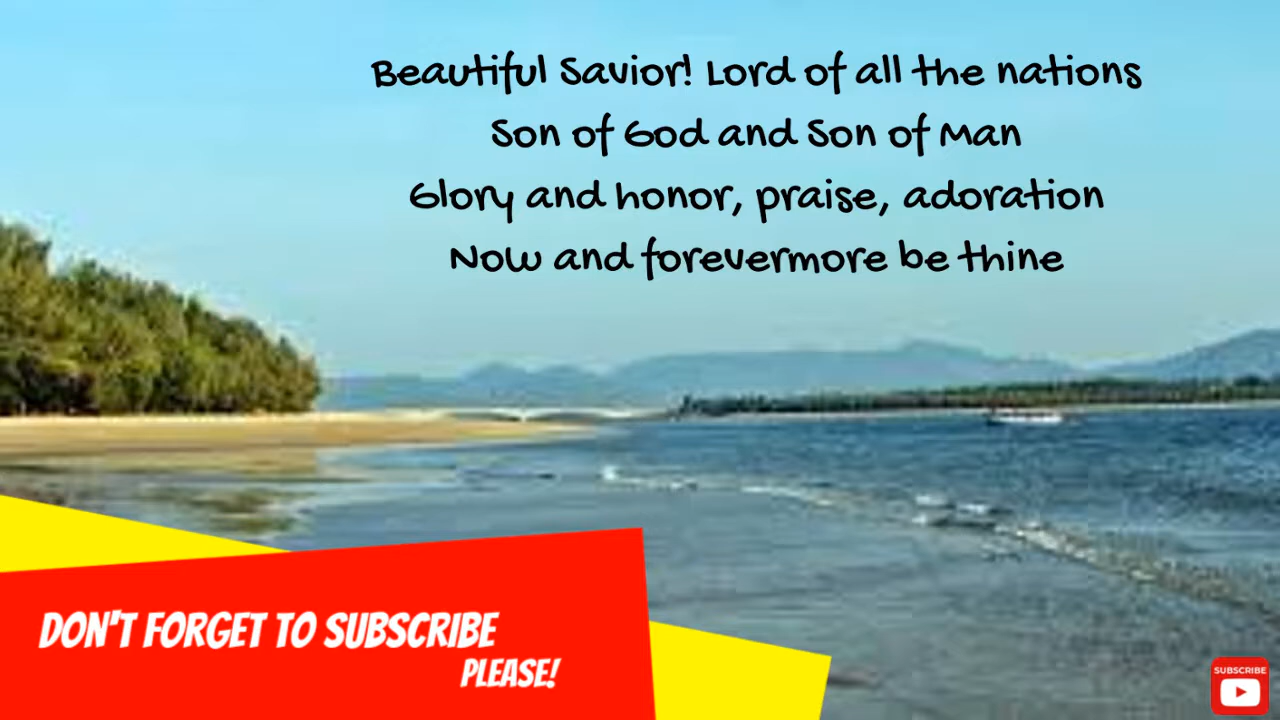 Beautiful Savior! Lord of all the nations
Son of God and Son of Man
Glory and honor, praise, adoration
Now and forevermore be thine
DON'T FORGET TO SUBSCRIBE
PLEASE!
SUBSCRIBE